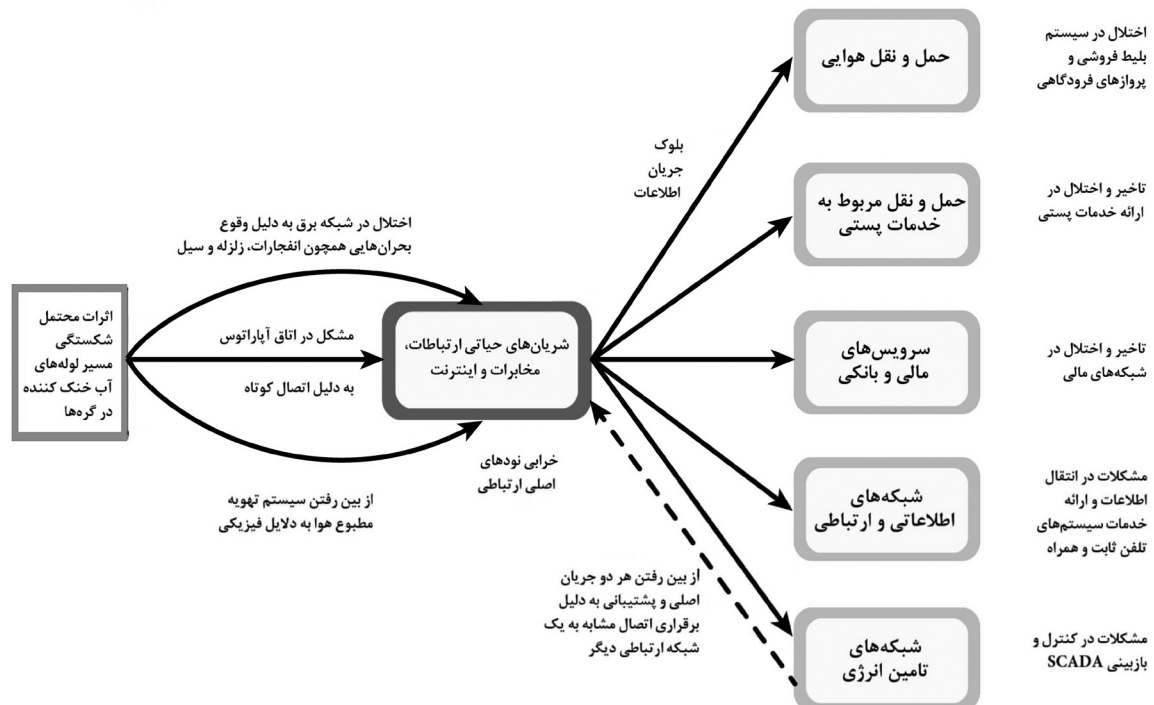 اختلال در سیستم
بلیط فروشی و
پروازهای فرودگاهی
حمل و نقل هوایی
بلوک
جریان
اطلاعات
تاخیر و اختلال در
ارائه خدمات پستی
حمل و نقل مربوط به
خدمات پستی
اختلال در شبکه برق به دلیل وقوع
بحران‌هایی همچون انفجارات، زلزله و سیل
اثرات محتمل
شکستگی
مسیر لوله‌های
آب خنک کننده
در گره‌ها
مشکل در اتاق آپاراتوس
به دلیل اتصال کوتاه
شریان‌های حیاتی ارتباطات،
مخابرات و اینترنت
سرویس‌های
مالی و بانکی
تاخیر و اختلال در
شبکه‌های مالی
خرابی نودهای
اصلی ارتباطی
از بین رفتن سیستم تهویه
مطبوع هوا به دلایل فیزیکی
شبکه‌های
اطلاعاتی و ارتباطی
مشکلات در انتقال
اطلاعات و ارائه
خدمات سیستم‌های
تلفن ثابت و همراه
از بین رفتن هر دو جریان
اصلی و پشتیبانی به دلیل
برقراری اتصال مشابه به یک
شبکه ارتباطی دیگر
شبکه‌های
تامین انرژی
مشکلات در کنترل و
بازبینی SCADA